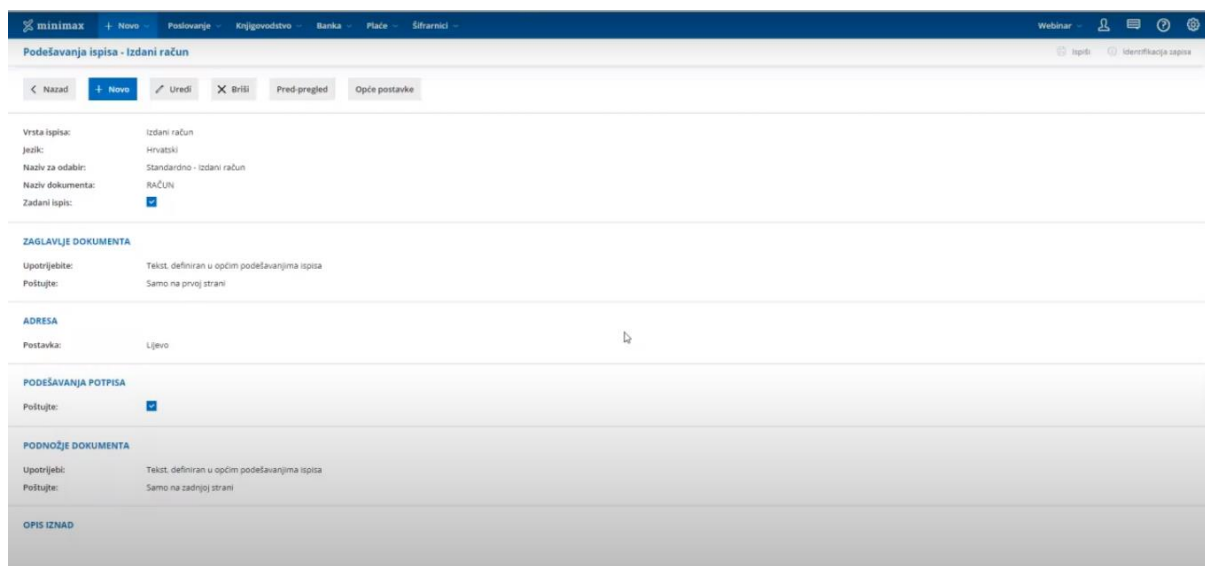 minimax + Novo Poslovanje Knjigovodstvo Banka Plaće Šifrarnici Webinar
Podešavanja ispisa - Izdani račun Ispiši Identifikacija zapisa
Nazad + Novo Uredi Briši Pred-pregled Opće postavke
Vrsta ispisa: Izdani račun
Jezik: Hrvatski
Naziv za odabir: Standardno - Izdani račun
Naziv dokumenta: RAČUN
Zadani ispis:
ZAGLAVLJE DOKUMENTA
Upotrijebite: Tekst, definiran u općim podešavanjima ispisa
Poštujte: Samo na prvoj strani
ADRESA
Postavka: Lijevo
PODEŠAVANJA POTPISA
Poštujte:
PODNOŽJE DOKUMENTA
Upotrijebi: Tekst, definiran u općim podešavanjima ispisa
Poštujte: Samo na zadnjoj strani
OPIS IZNAD